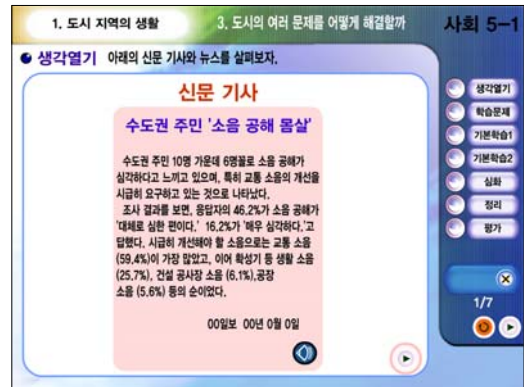 1. 도시 지역의 생활
3. 도시의 여러 문제를 어떻게 해결할까
사회 5-1
생각열기 아래의 신문 기사와 뉴스를 살펴보자.
신문 기사
수도권 주민 '소음 공해 몸살'
수도권 주민 10명 가운데 6명꼴로 소음 공해가
심각하다고 느끼고 있으며, 특히 교통 소음의 개선을
시급히 요구하고 있는 것으로 나타났다.
조사 결과를 보면, 응답자의 46.2%가 소음 공해가
'대체로 심한 편이다.' 16.2%가 '매우 심각하다.'고
답했다. 시급히 개선해야 할 소음으로는 교통 소음
(59.4%)이 가장 많았고, 이어 확성기 등 생활 소음
(25.7%), 건설 공사장 소음 (6.1%),공장
소음 (5.6%) 등의 순이었다.
00일보 00년 0월 0일
생각열기
학습문제
기본학습1
기본학습2
심화
정리
평가
1/7